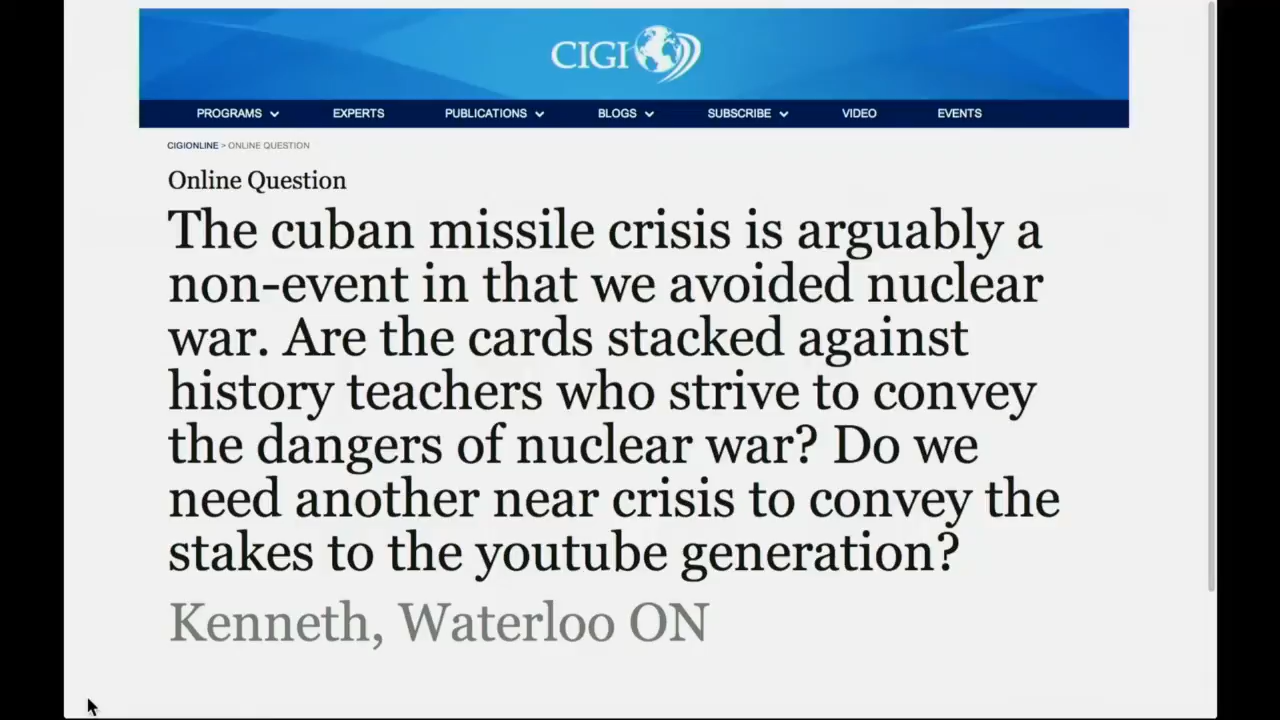 CIGI
PROGRAMS EXPERTS PUBLICATIONS BLOGS SUBSCRIBE VIDEO EVENTS
CIGIONLINE > ONLINE QUESTION
Online Question
The cuban missile crisis is arguably a
non-event in that we avoided nuclear
war. Are the cards stacked against
history teachers who strive to convey
the dangers of nuclear war? Do we
need another near crisis to convey the
stakes to the youtube generation?
Kenneth, Waterloo ON